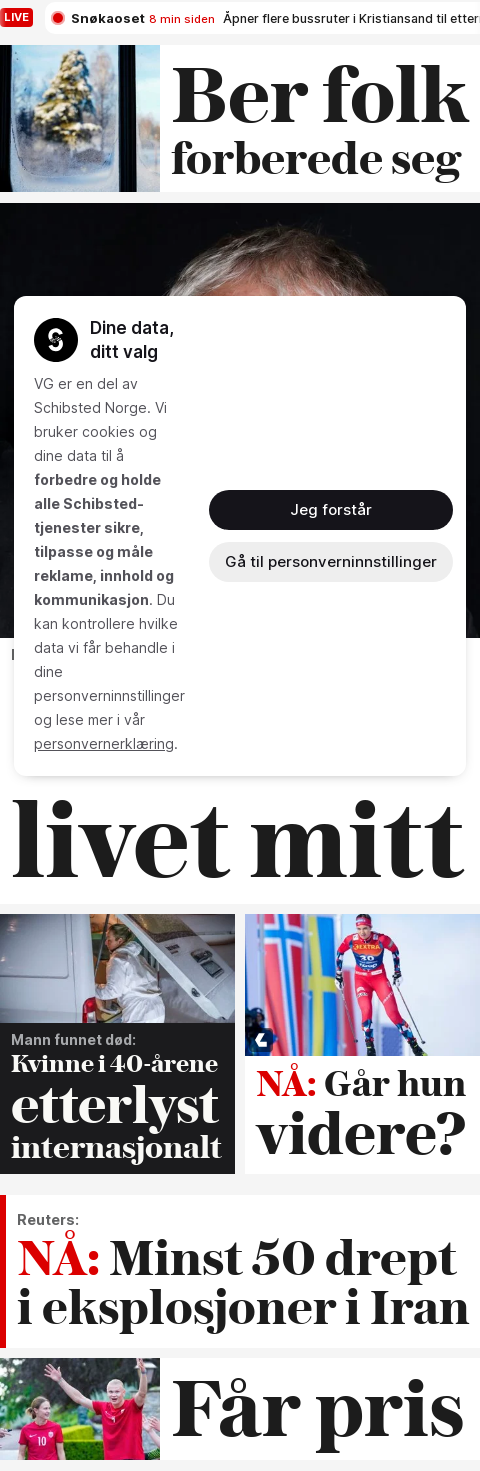 LIVE Snøkaoset 8 min siden Åpner flere bussruter i Kristiansand til etter
Ber folk
forberede seg
Dine data,
ditt valg
VG er en del av
Schibsted Norge. Vi
bruker cookies og
dine data til å
forbedre og holde
alle Schibsted-
tjenester sikre,
tilpasse og måle
reklame, innhold og
kommunikasjon. Du
kan kontrollere hvilke
data vi får behandle i
dine
personverninnstillinger
og lese mer i vår
personvernerklæring.
Jeg forstår
Gå til personverninnstillinger
livet mitt
Mann funnet død:
Kvinne i 40-årene
etterlyst
internasjonalt
30
NÅ: Går hun
videre?
Reuters:
NÅ: Minst 50 drept
i eksplosjoner i Iran
10
Får pris